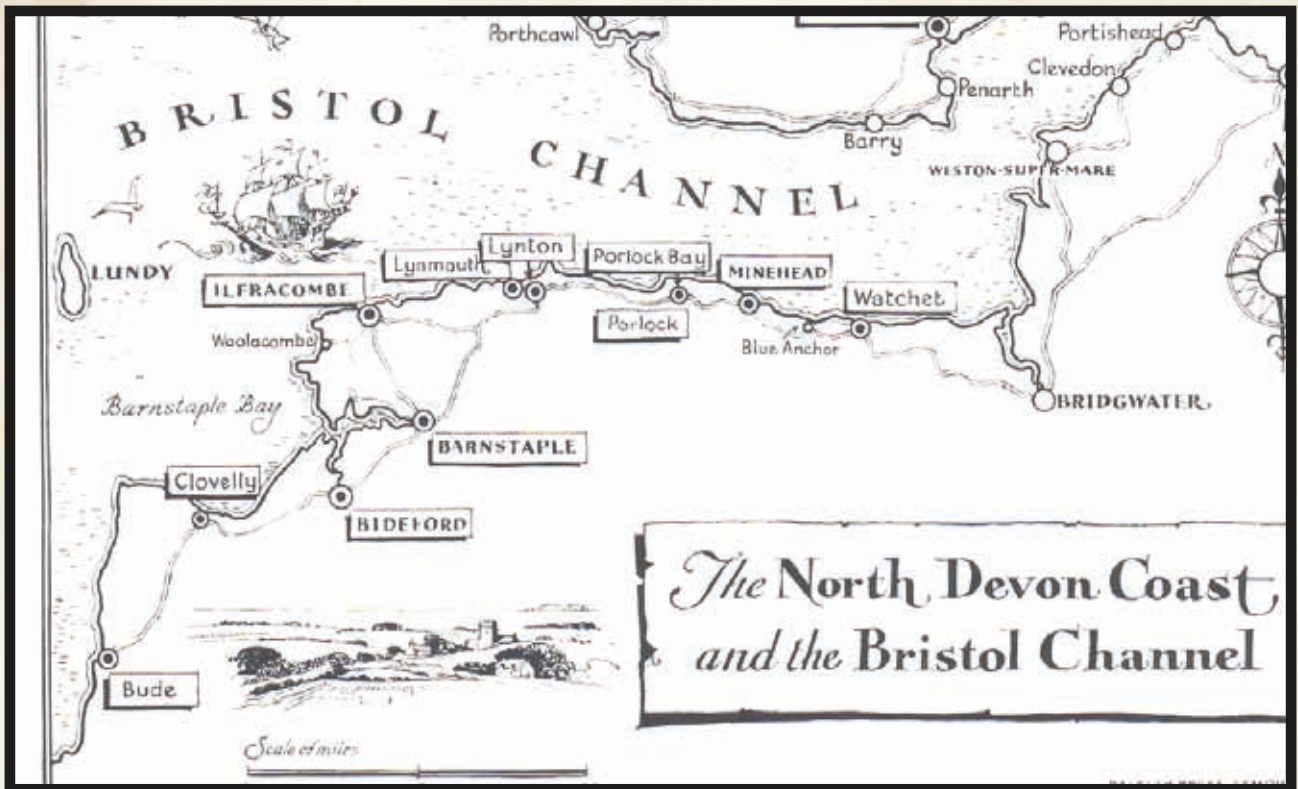 Porthcawl
Portishead
Clevedon
Penarth
BRISTOL CHANNEL
Barry
WESTON-SUPER-MARE
LUNDY
Lynmouth
Lynton
Porlock Bay
MINEHEAD
ILFRACOMBE
Watchet
Porlock
Woolacombe
Blue Anchor
Barnstaple Bay
BRIDGWATER
BARNSTAPLE
Clovelly
BIDEFORD
The North Devon Coast
and the Bristol Channel
Bude
Scale of miles